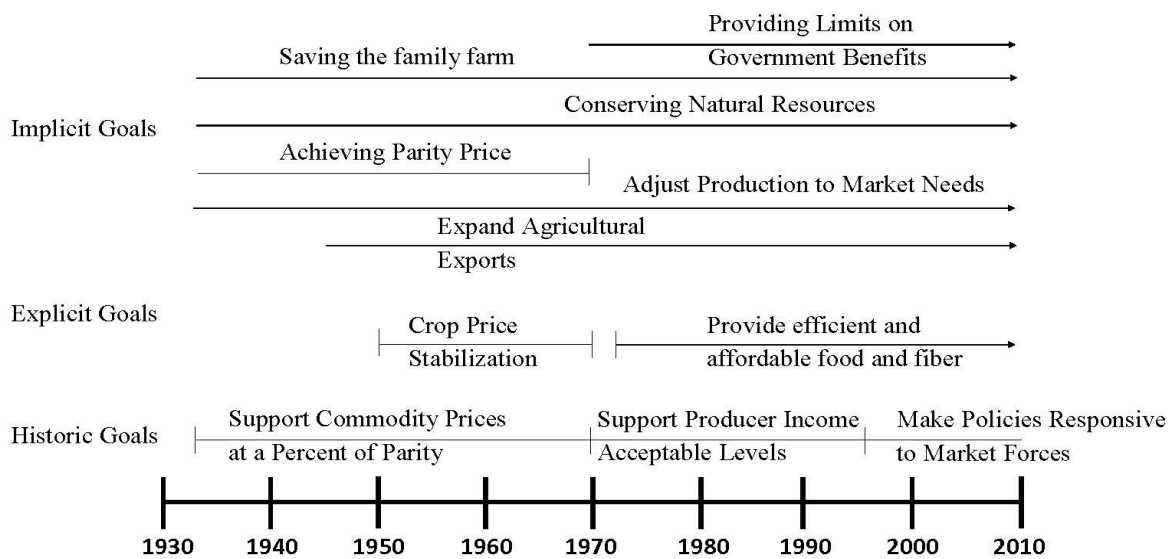 Providing Limits on
Saving the family farm
Government Benefits
Conserving Natural Resources
Implicit Goals
Achieving Parity Price
Adjust Production to Market Needs
Expand Agricultural
Exports
Explicit Goals
Crop Price
Stabilization
Provide efficient and
affordable food and fiber
Historic Goals
Support Commodity Prices
at a Percent of Parity
Support Producer Income
Acceptable Levels
Make Policies Responsive
to Market Forces
1930 1940 1950 1960 1970 1980 1990 2000 2010